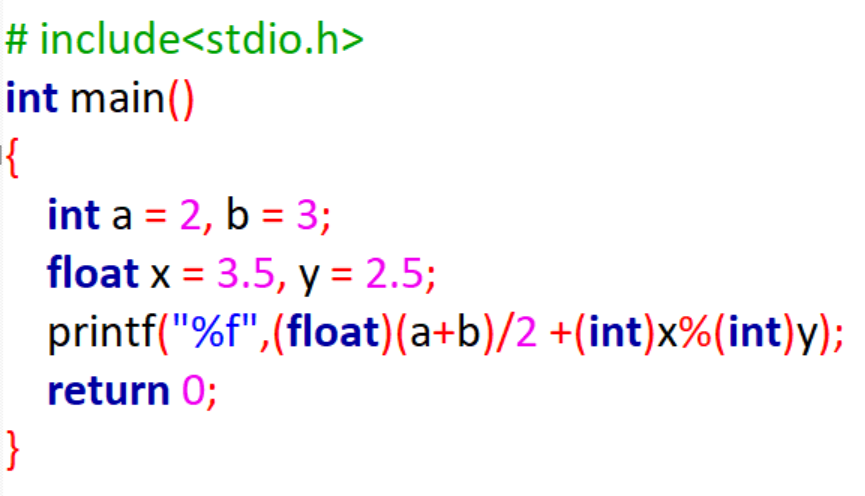 # include<stdio.h>
int main()
{
int a = 2, b = 3;
float x = 3.5, y = 2.5;
printf("%f",(float)(a+b)/2 +(int)x%(int)y);
return 0;
}